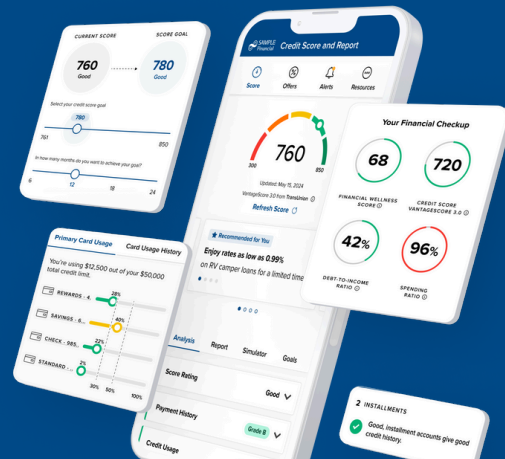 CURRENT SCORE
SCORE GOAL
760
Good
780
Good
Select your credit score goal
780
761
850
In how many months do you want to achieve your goal?
6
12
18
24
SAMPLE
Financial
Credit Score and Report
Score
Offers
Alerts
Resources
760
300
850
Updated: May 15, 2024
VantageScore 3.0 from TransUnion
Refresh Score
Recommended for You
Enjoy rates as low as 0.99%
on RV camper loans for a limited time
Analysis
Report
Simulator
Goals
Score Rating
Good
Payment History
Grade B
Credit Usage
Your Financial Checkup
68
720
FINANCIAL WELLNESS
SCORE
CREDIT SCORE
VANTAGESCORE 3.0
42%
96%
DEBT-TO-INCOME
RATIO
SPENDING
RATIO
Primary Card Usage
Card Usage History
You're using $12,500 out of your $50,000
total credit limit.
REWARDS - 4...
28%
SAVINGS - 6...
40%
CHECK - 985...
22%
STANDARD ...
2%
30%
50%
100%
2 INSTALLMENTS
Good, installment accounts give good
credit history.